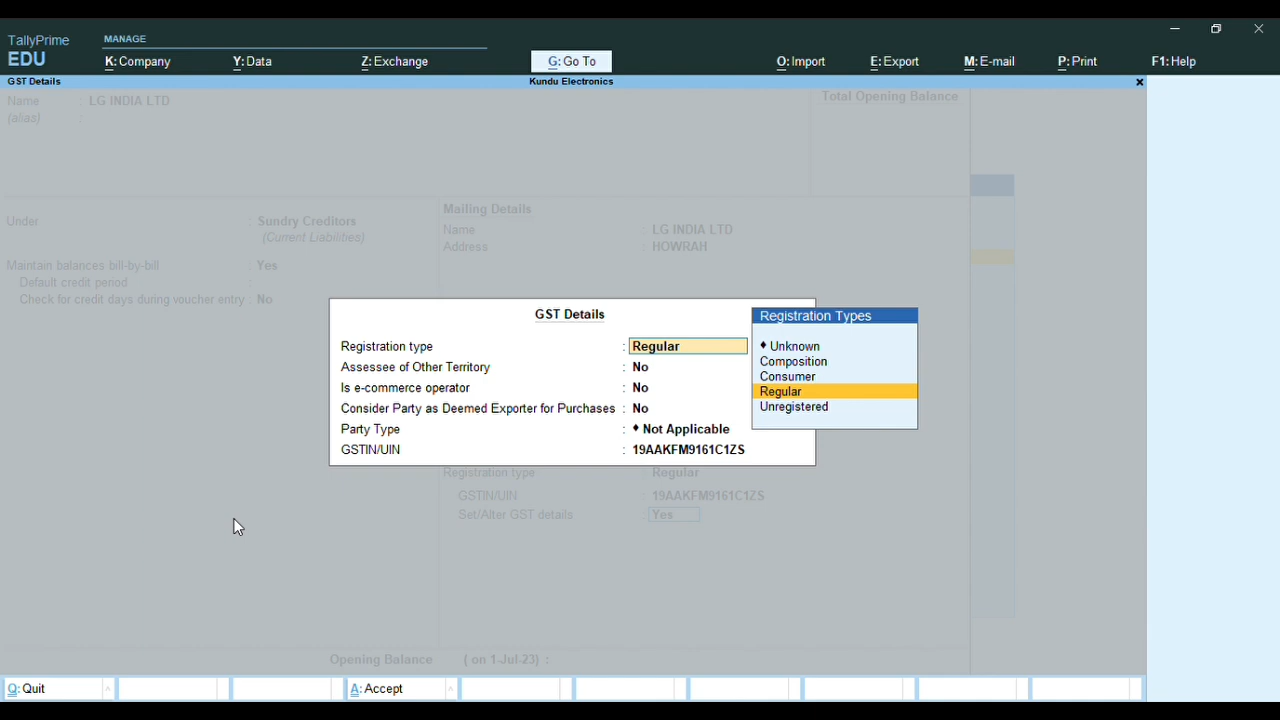 TallyPrime
EDU
MANAGE
K: Company
Y: Data
Z: Exchange
G: Go To
O: Import
E: Export
M: E-mail
P: Print
F1: Help
GST Details
Kundu Electronics
Name : LG INDIA LTD
(alias) :
Total Opening Balance
Under : Sundry Creditors
(Current Liabilities)
Maintain balances bill-by-bill : Yes
Default credit period :
Check for credit days during voucher entry : No
Mailing Details
Name : LG INDIA LTD
Address : HOWRAH
GST Details
Registration type : Regular
Assessee of Other Territory : No
Is e-commerce operator : No
Consider Party as Deemed Exporter for Purchases : No
Party Type : ♦ Not Applicable
GSTIN/UIN : 19AAKFM9161C1ZS
Registration Types
♦ Unknown
Composition
Consumer
Regular
Unregistered
Registration type : Regular
GSTIN/UIN : 19AAKFM9161C1ZS
Set/Alter GST details : Yes
Opening Balance ( on 1-Jul-23) :
Q: Quit
A: Accept